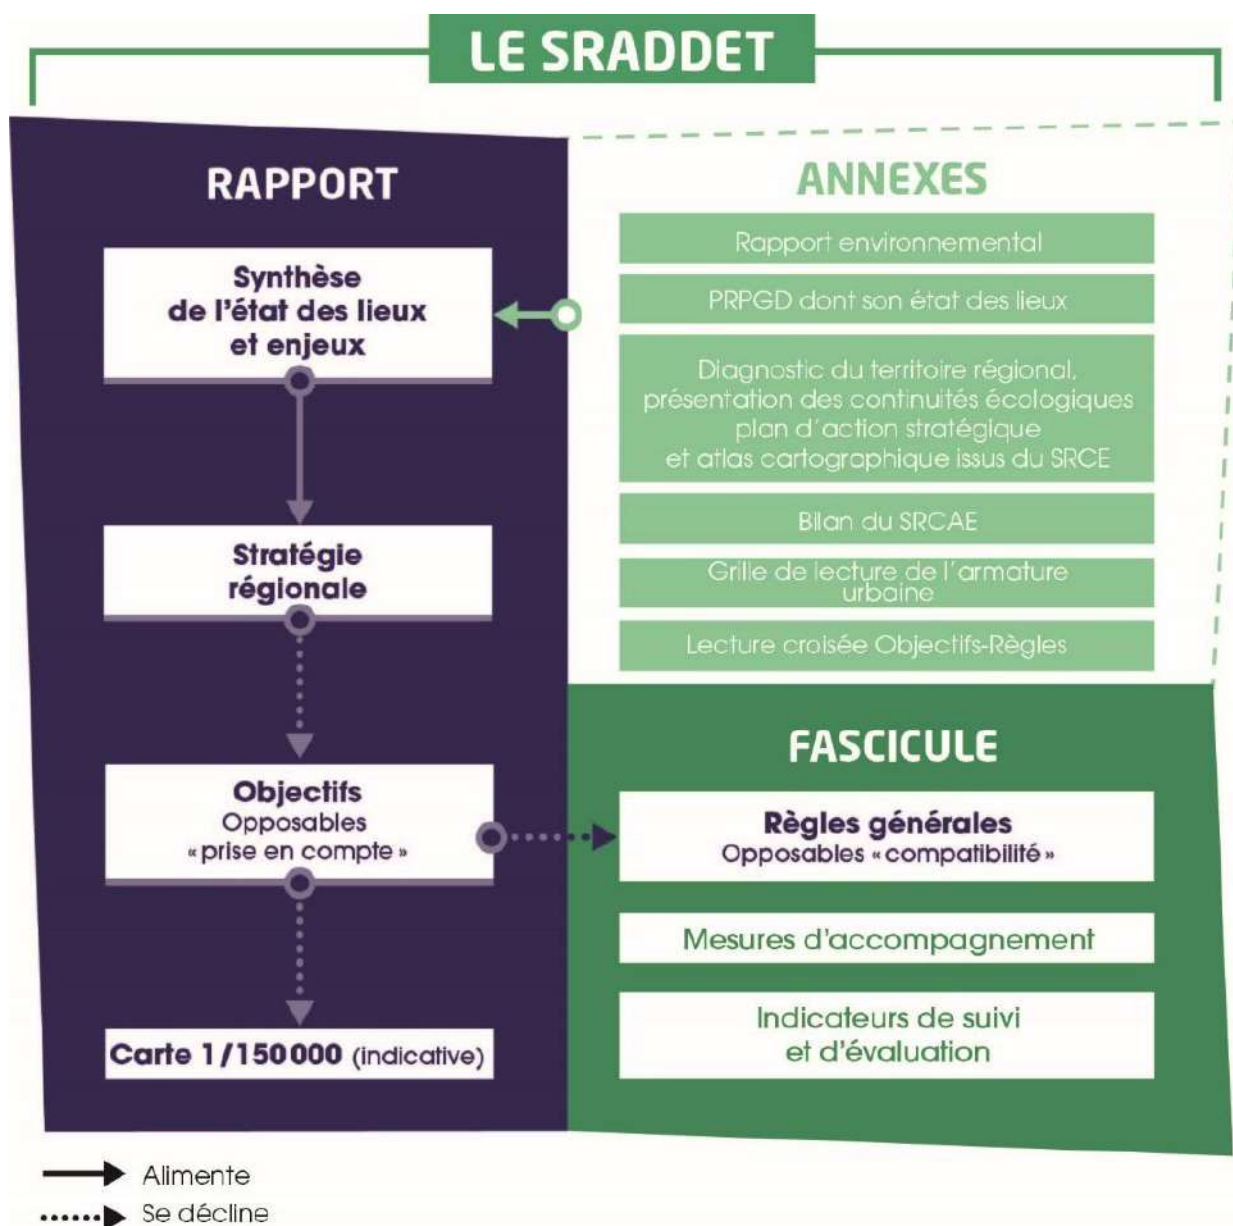 LE SRADDET
RAPPORT
Synthèse
de l'état des lieux
et enjeux
Stratégie
régionale
Objectifs
Opposables
« prise en compte »
Carte 1/150 000 (indicative)
ANNEXES
Rapport environnemental
PRPGD dont son état des lieux
Diagnostic du territoire régional,
présentation des continuités écologiques
plan d'action stratégique
et atlas cartographique issus du SRCE
Bilan du SRCAE
Grille de lecture de l'armature
urbaine
Lecture croisée Objectifs-Règles
FASCICULE
Règles générales
Opposables « compatibilité »
Mesures d'accompagnement
Indicateurs de suivi
et d'évaluation
Alimente
Se décline